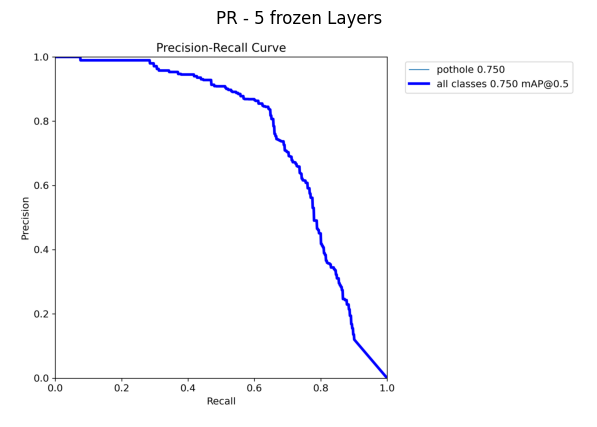 PR - 5 frozen Layers
Precision-Recall Curve
pothole 0.750
all classes 0.750 mAP@0.5
Precision
1.0
0.8
0.6
0.4
0.2
0.0
0.0 0.2 0.4 0.6 0.8 1.0
Recall